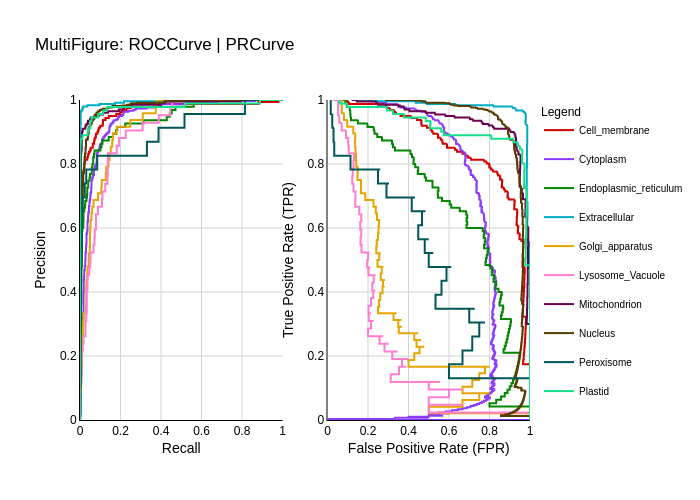 MultiFigure: ROCCurve | PRCurve
1
0.8
0.6
0.4
0.2
0
0
0.2
0.4
0.6
0.8
1
Precision
Recall
1
0.8
0.6
0.4
0.2
0
0
0.2
0.4
0.6
0.8
1
True Positive Rate (TPR)
False Positive Rate (FPR)
Legend
Cell_membrane
Cytoplasm
Endoplasmic_reticulum
Extracellular
Golgi_apparatus
Lysosome_Vacuole
Mitochondrion
Nucleus
Peroxisome
Plastid